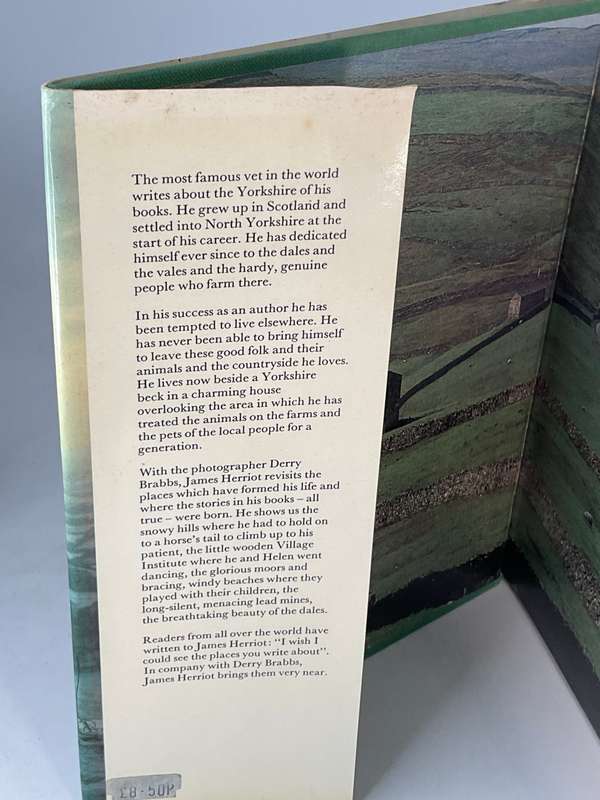 The most famous vet in the world
writes about the Yorkshire of his
books. He grew up in Scotland and
settled into North Yorkshire at the
start of his career. He has dedicated
himself ever since to the dales and
the vales and the hardy, genuine
people who farm there.
In his success as an author he has
been tempted to live elsewhere. He
has never been able to bring himself
to leave these good folk and their
animals and the countryside he loves.
He lives now beside a Yorkshire
beck in a charming house
overlooking the area in which he has
treated the animals on the farms and
the pets of the local people for a
generation.
With the photographer Derry
Brabbs, James Herriot revisits the
places which have formed his life and
where the stories in his books – all
true – were born. He shows us the
snowy hills where he had to hold on
to a horse's tail to climb up to his
patient, the little wooden Village
Institute where he and Helen went
dancing, the glorious moors and
bracing, windy beaches where they
played with their children, the
long-silent, menacing lead mines,
the breathtaking beauty of the dales.
Readers from all over the world have
written to James Herriot: "I wish I
could see the places you write about".
In company with Derry Brabbs,
James Herriot brings them very near.
£8·50P